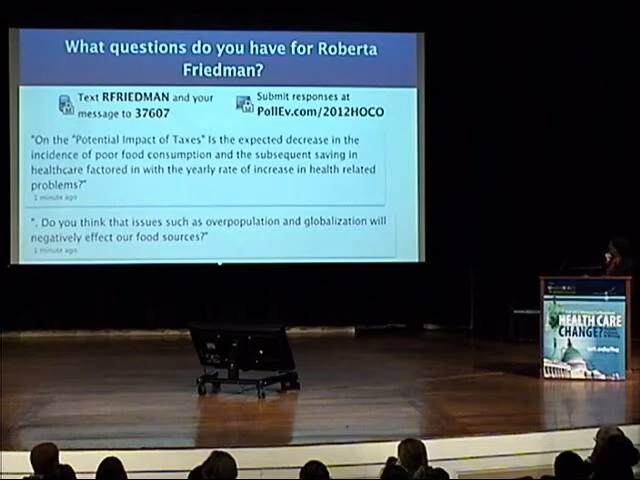 What questions do you have for Roberta
Friedman?
Text RFRIEDMAN and your
message to 37607
Submit responses at
PollEv.com/2012HOCO
"On the "Potential Impact of Taxes" Is the expected decrease in the
incidence of poor food consumption and the subsequent saving in
healthcare factored in with the yearly rate of increase in health related
problems?"
1 minute ago
". Do you think that issues such as overpopulation and globalization will
negatively effect our food sources?"
1 minute ago
HEALTH CARE
CHANGE?